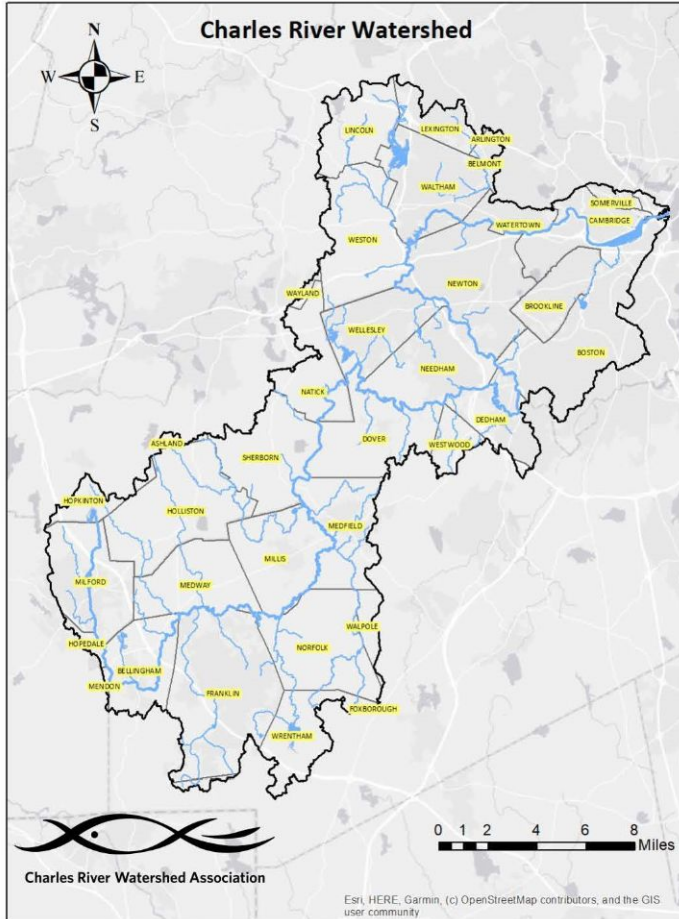 Charles River Watershed
N
W E
S
LINCOLN
LEXINGTON
ARLINGTON
BELMONT
WALTHAM
SOMERVILLE
CAMBRIDGE
WATERTOWN
WESTON
NEWTON
WAYLAND
BROOKLINE
WELLESLEY
BOSTON
NEEDHAM
NATICK
DEDHAM
DOVER
WESTWOOD
ASHLAND
SHERBORN
HOPKINTON
HOLLISTON
MEDFIELD
MILLIS
MILFORD
MEDWAY
WALPOLE
HOPEDALE
NORFOLK
BELLINGHAM
MENDON
FRANKLIN
FOXBOROUGH
WRENTHAM
0 1 2 4 6 8
Miles
Charles River Watershed Association
Esri, HERE, Garmin, (c) OpenStreetMap contributors, and the GIS
user community